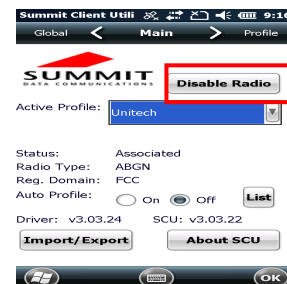 Summit Client Utili 9:16
Global Main Profile
SUMMIT
DATA COMMUNICATIONS
Disable Radio
Active Profile: Unitech
Status: Associated
Radio Type: ABGN
Reg. Domain: FCC
Auto Profile: On Off List
Driver: v3.03.24 SCU: v3.03.22
Import/Export About SCU
OK